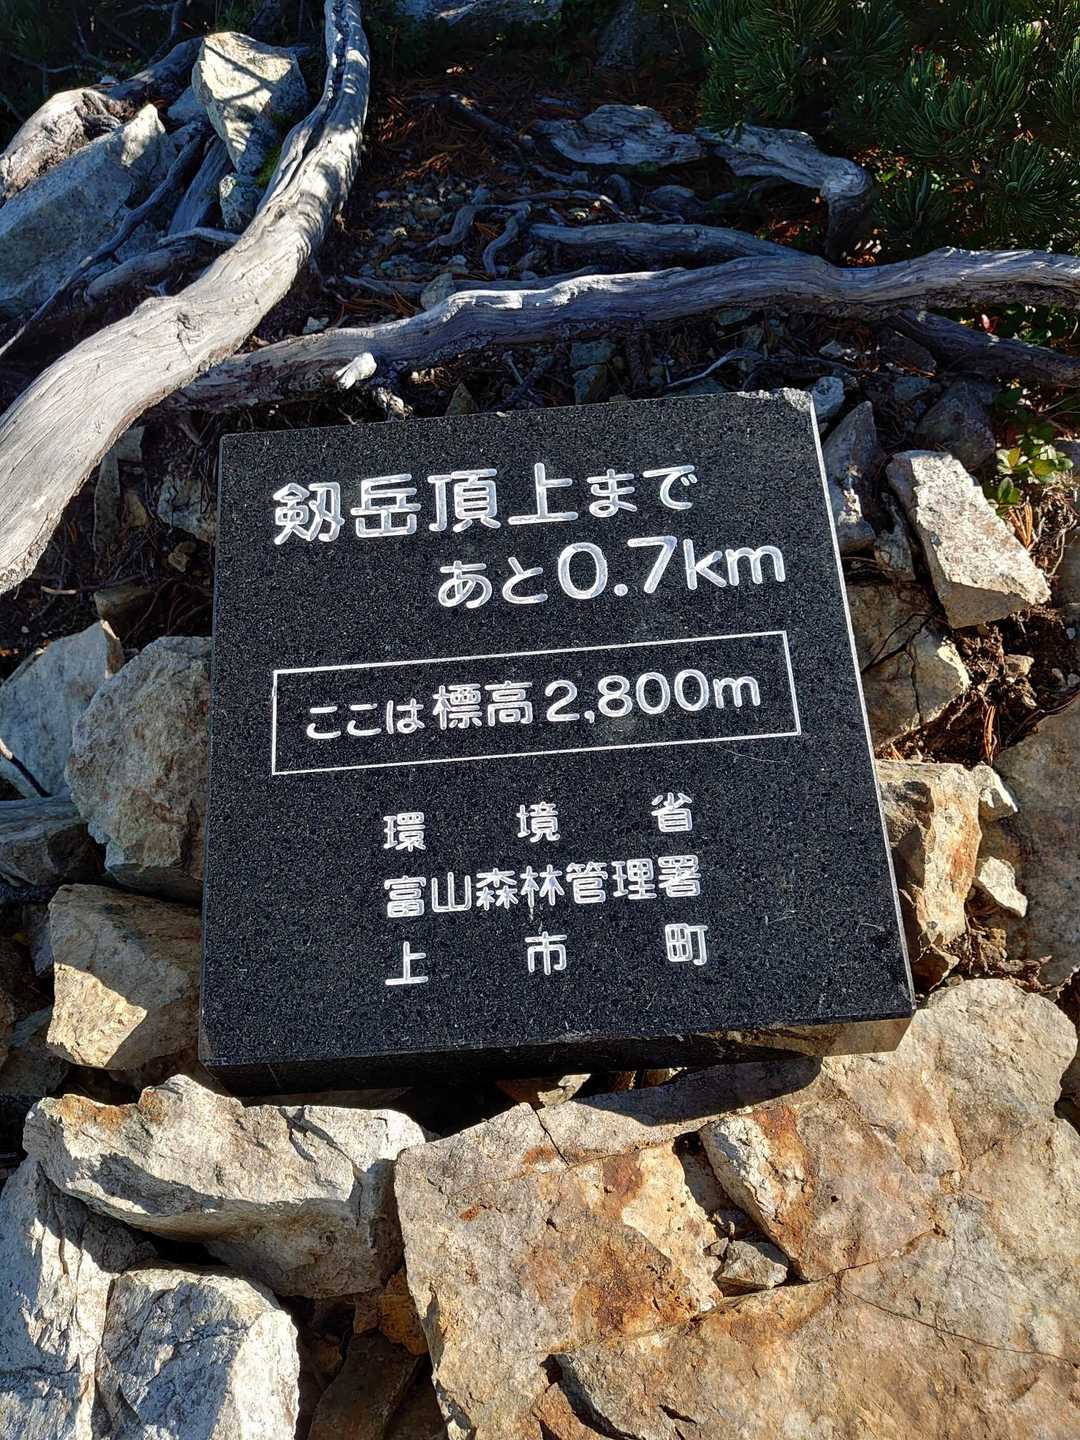 剱岳頂上まで
あと0.7km
ここは標高2,800m
環境省
富山森林管理署
上市町